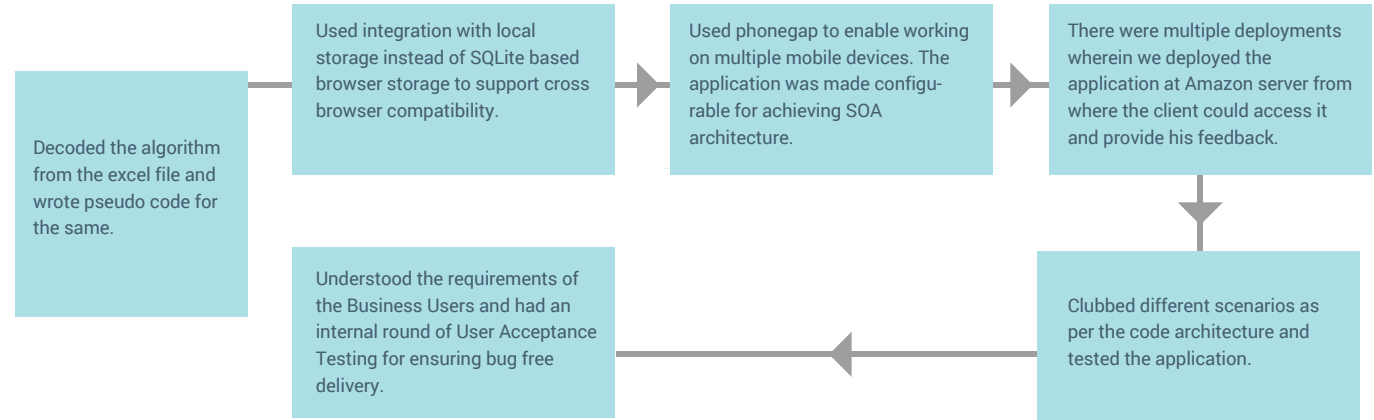 Decoded the algorithm
from the excel file and
wrote pseudo code for
the same.
Used integration with local
storage instead of SQLite based
browser storage to support cross
browser compatibility.
Used phonegap to enable working
on multiple mobile devices. The
application was made configu-
rable for achieving SOA
architecture.
There were multiple deployments
wherein we deployed the
application at Amazon server from
where the client could access it
and provide his feedback.
Clubbed different scenarios as
per the code architecture and
tested the application.
Understood the requirements of
the Business Users and had an
internal round of User Acceptance
Testing for ensuring bug free
delivery.